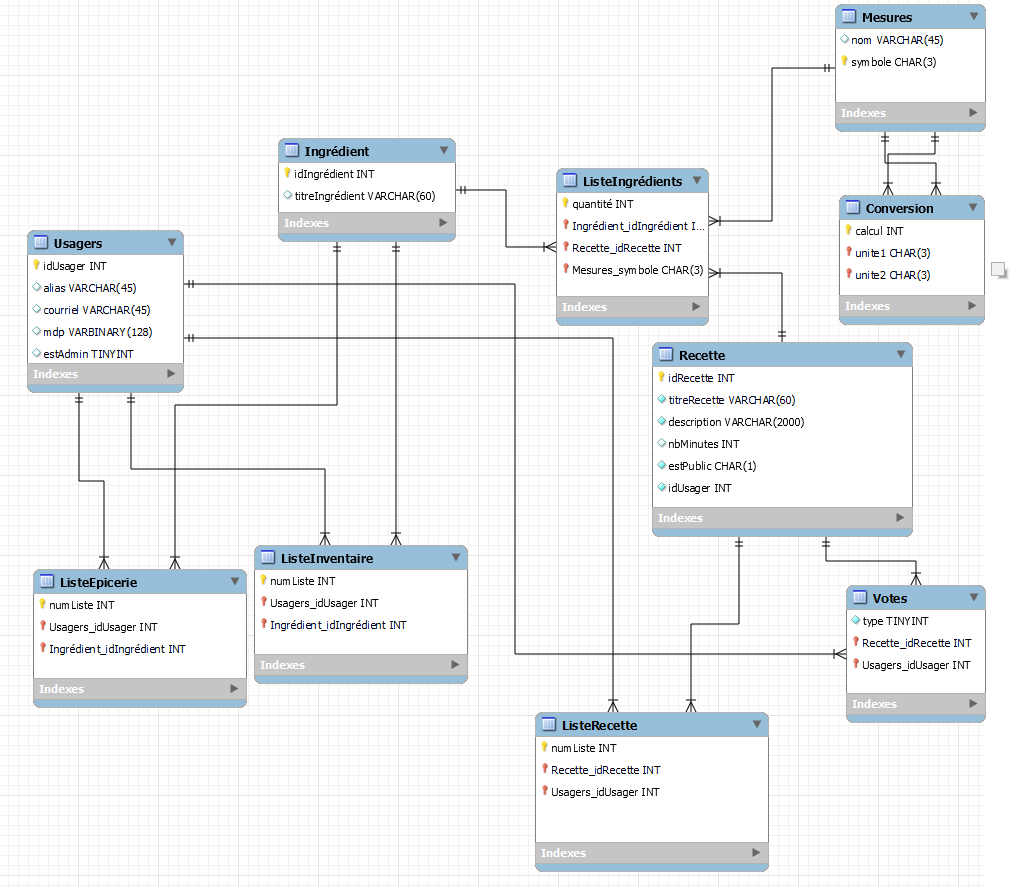 Mesures
nom VARCHAR(45)
symbole CHAR(3)
Indexes
Ingrédient
idIngrédient INT
titreIngrédient VARCHAR(60)
Indexes
ListeIngrédients
quantité INT
Ingrédient_idIngrédient I...
Recette_idRecette INT
Mesures_symbole CHAR(3)
Indexes
Conversion
calcul INT
unite1 CHAR(3)
unite2 CHAR(3)
Indexes
Usagers
idUsager INT
alias VARCHAR(45)
courriel VARCHAR(45)
mdp VARBINARY(128)
estAdmin TINYINT
Indexes
Recette
idRecette INT
titreRecette VARCHAR(60)
description VARCHAR(2000)
nbMinutes INT
estPublic CHAR(1)
idUsager INT
Indexes
ListeEpicerie
numListe INT
Usagers_idUsager INT
Ingrédient_idIngrédient INT
Indexes
ListeInventaire
numListe INT
Usagers_idUsager INT
Ingrédient_idIngrédient INT
Indexes
Votes
type TINYINT
Recette_idRecette INT
Usagers_idUsager INT
Indexes
ListeRecette
numListe INT
Recette_idRecette INT
Usagers_idUsager INT
Indexes